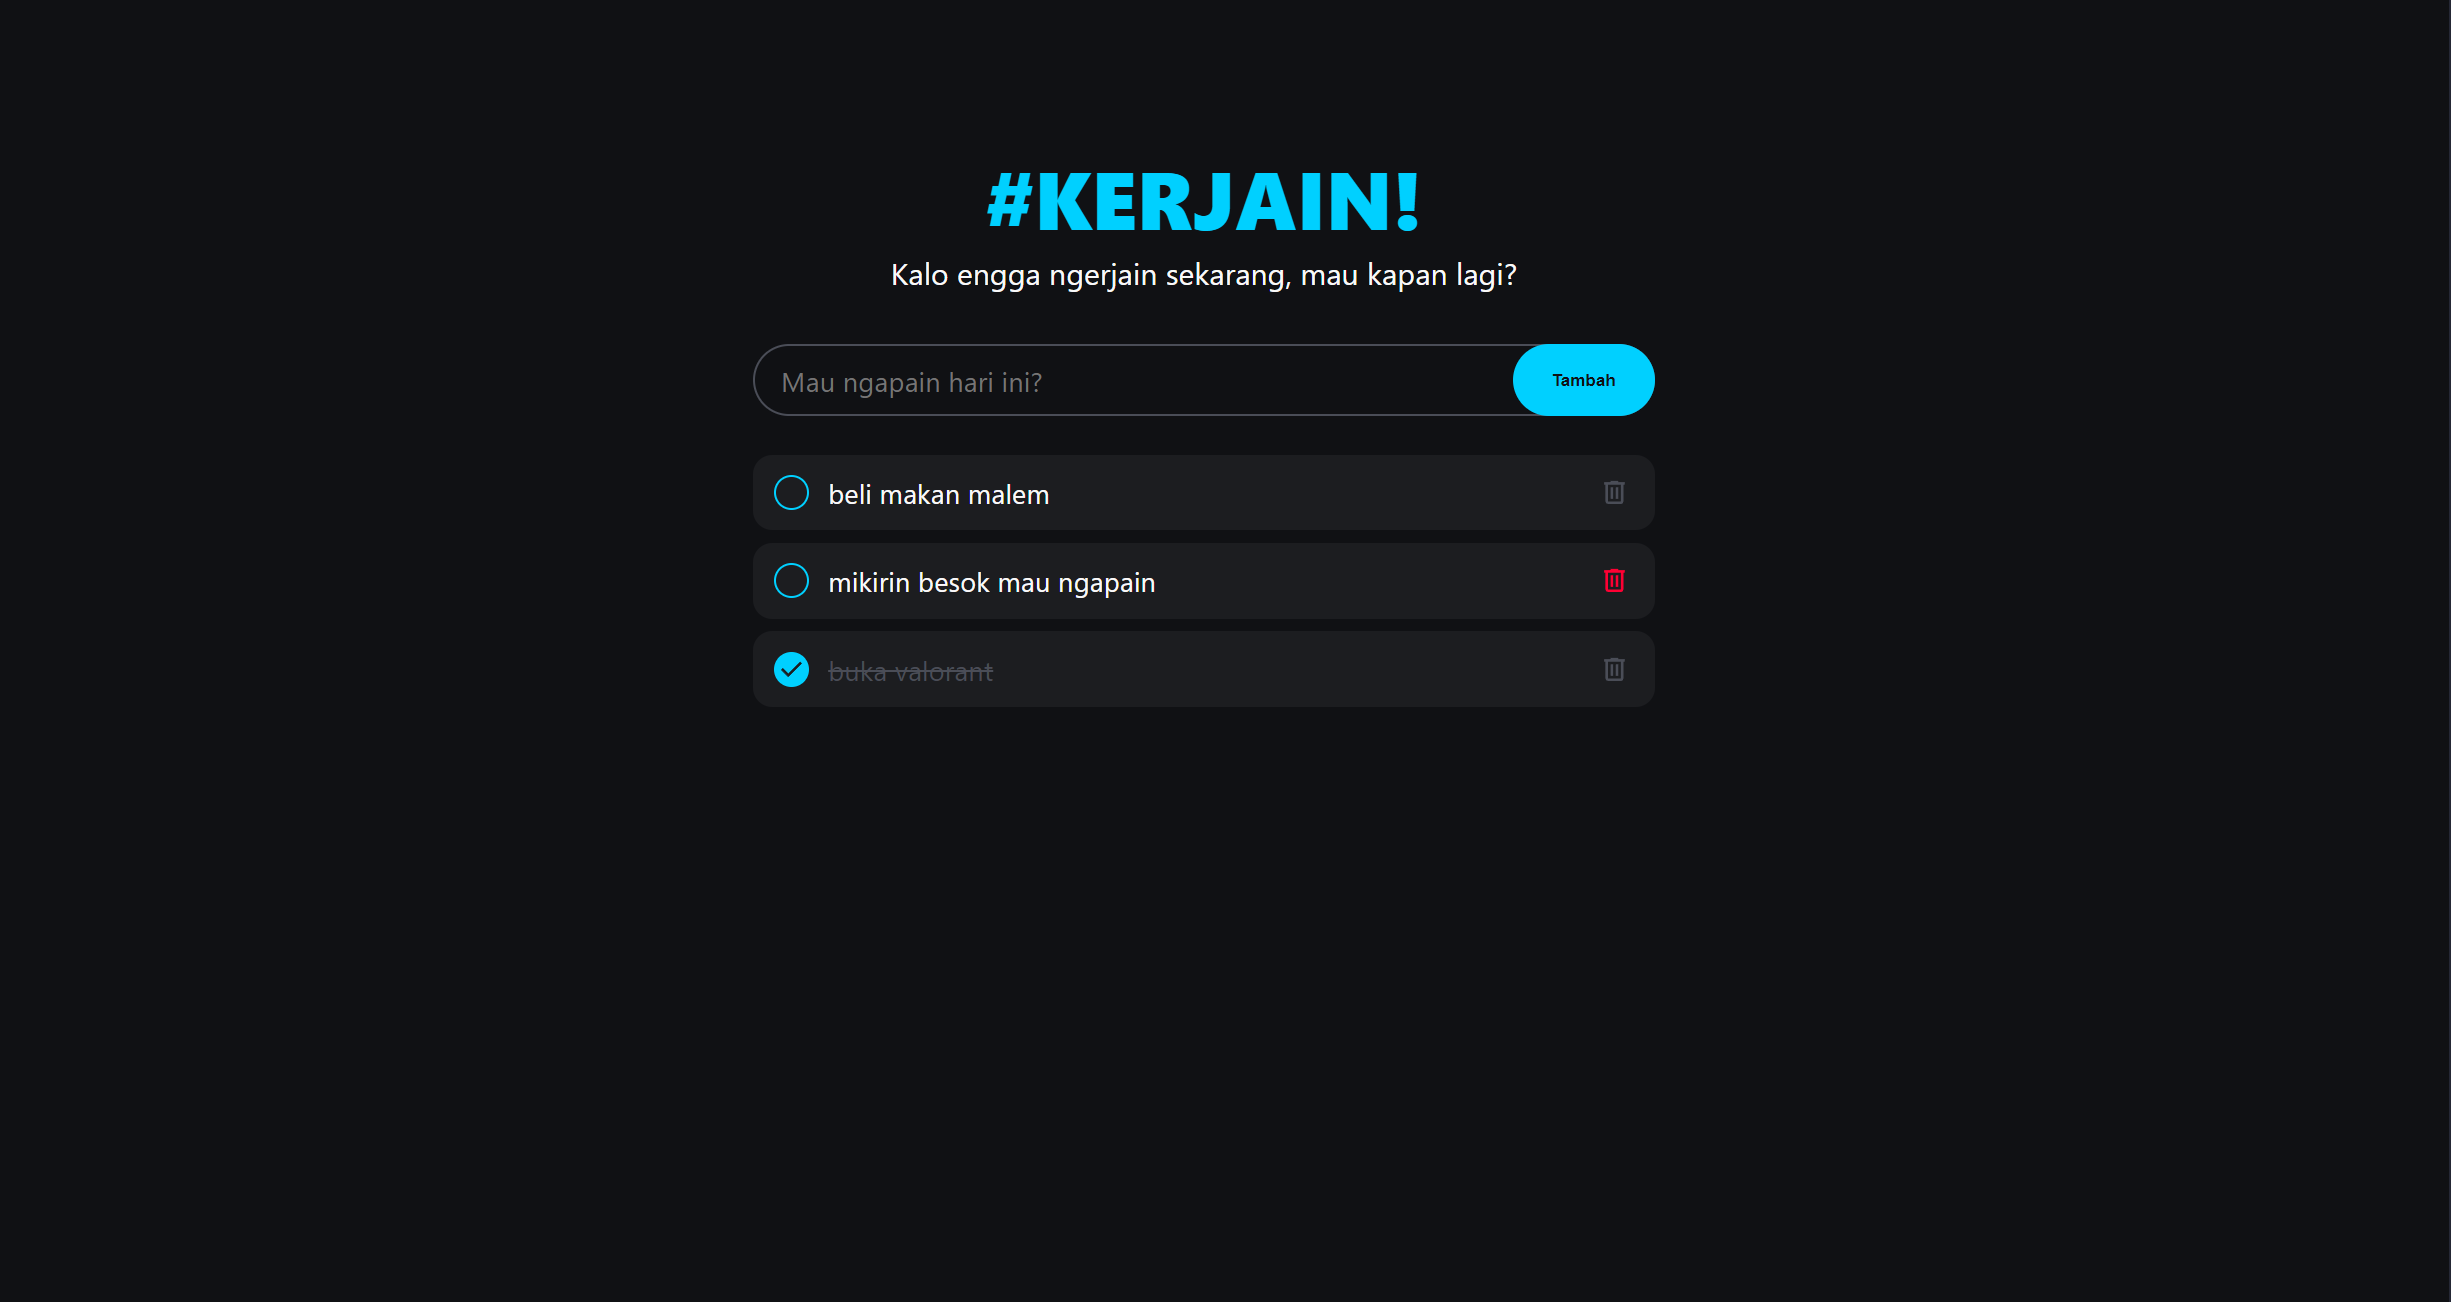 #KERJAIN!
Kalo engga ngerjain sekarang, mau kapan lagi?
Mau ngapain hari ini?
Tambah
beli makan malem
mikirin besok mau ngapain
buka valorant